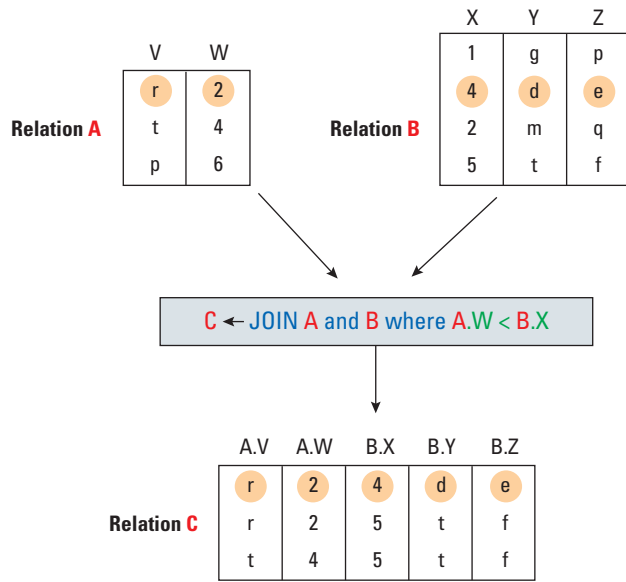 V W
r 2
Relation A t 4
p 6
X Y Z
1 g p
4 d e
Relation B 2 m q
5 t f
C ← JOIN A and B where A.W < B.X
A.V A.W B.X B.Y B.Z
r 2 4 d e
Relation C r 2 5 t f
t 4 5 t f